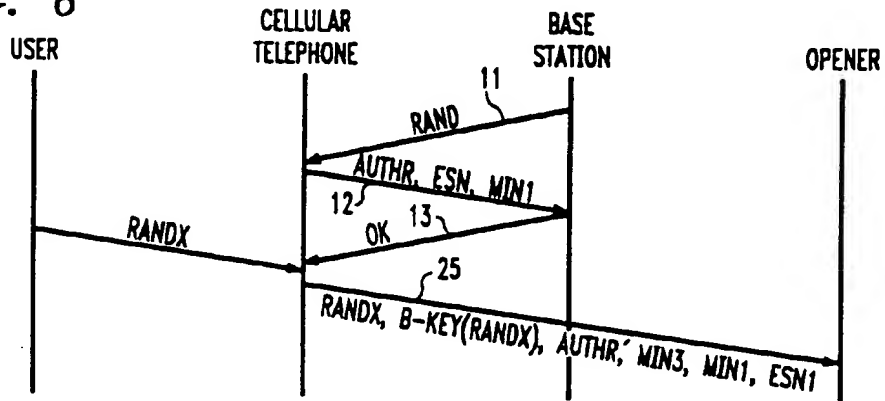 . 8
USER
CELLULAR
TELEPHONE
BASE
STATION
OPENER
11
RAND
AUTHR, ESN, MIN1
12
13
OK
RANDX
25
RANDX, B-KEY(RANDX), AUTHR,' MIN3, MIN1, ESN1